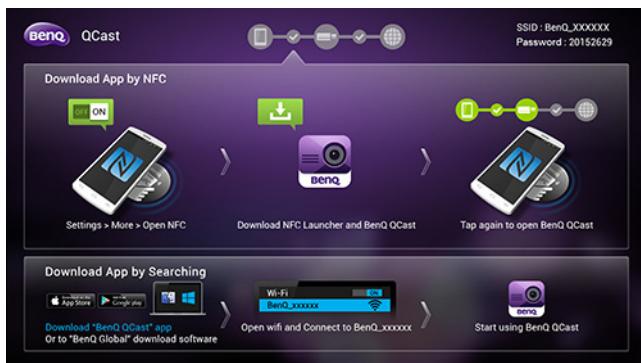 BenQ QCast
SSID : BenQ_XXXXXX
Password : 20152629
Download App by NFC
OFF ON
BenQ
Settings > More > Open NFC
Download NFC Launcher and BenQ QCast
Tap again to open BenQ QCast
Download App by Searching
App Store
Google play
Wi-Fi ON
BenQ_xxxxxx
BenQ
Download "BenQ QCast" app
Or to "BenQ Global" download software
Open wifi and Connect to BenQ_xxxxxx
Start using BenQ QCast